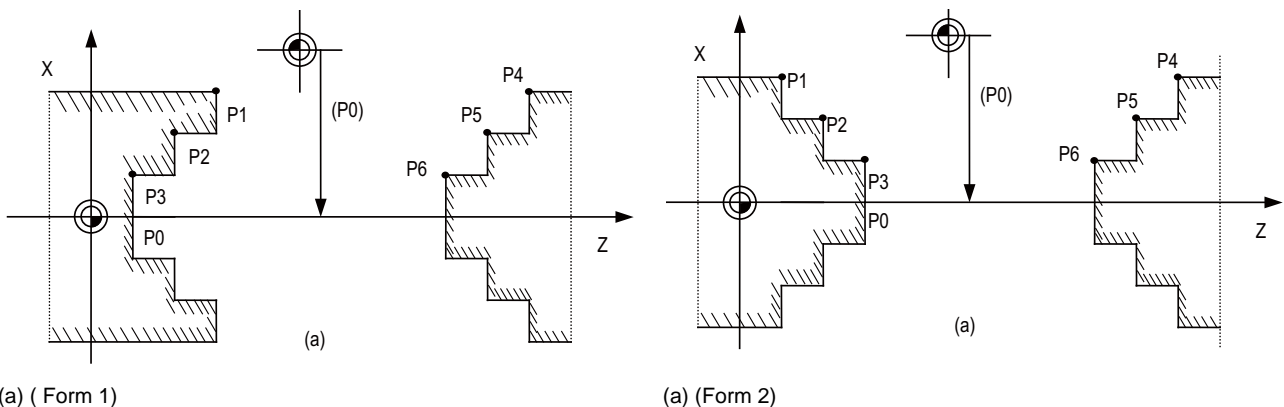 X
P4
P1
P5
(P0)
P2
P6
P3
P0
Z
(a)
(a) ( Form 1)
X
P1
P4
(P0)
P2
P5
P6
P3
P0
Z
(a)
(a) (Form 2)